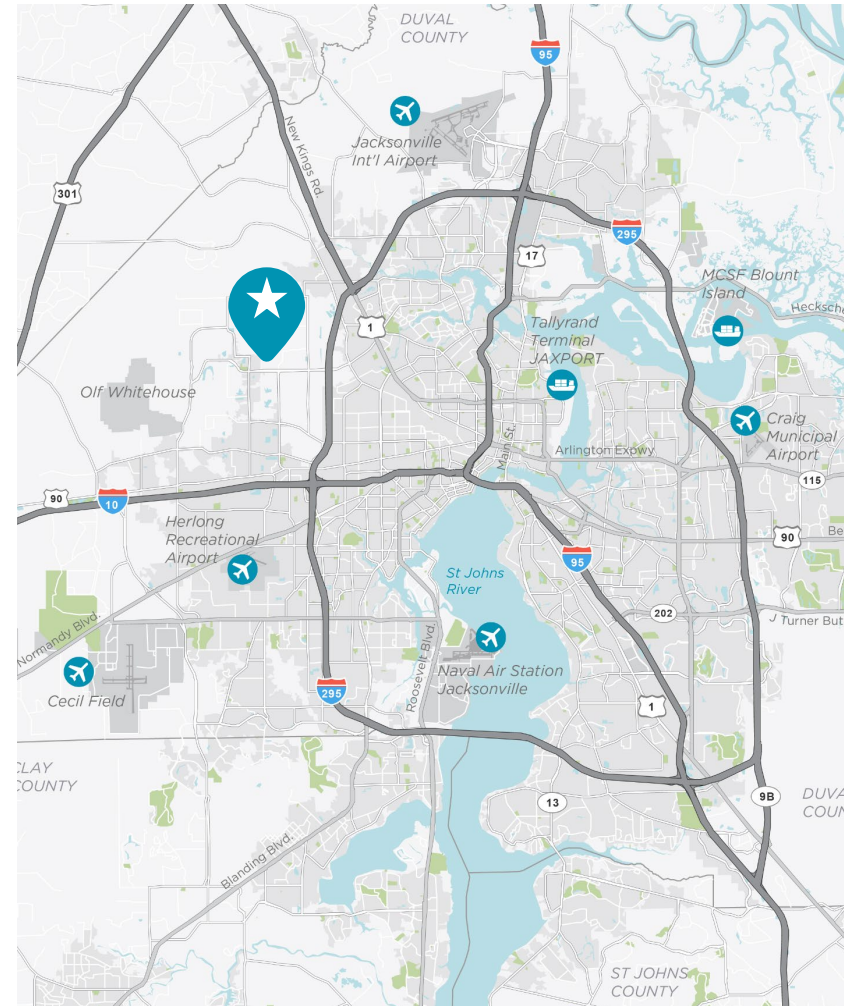 DUVAL
COUNTY
95
Jacksonville
Int'l Airport
New Kings Rd.
301
295
17
MCSF Blount
Island
Hecksche
1
Tallyrand
Terminal
JAXPORT
Olf Whitehouse
Craig
Municipal
Airport
Main St.
Arlington Expwy
115
90
10
Herlong
Recreational
Airport
90
Be
95
St Johns
River
202
J Turner But
Normandy Blvd.
Cecil Field
Roosevelt Blvd.
Naval Air Station
Jacksonville
295
1
CLAY
COUNTY
13
9B
DUVA
COUN
Blanding Blvd.
ST JOHNS
COUNTY